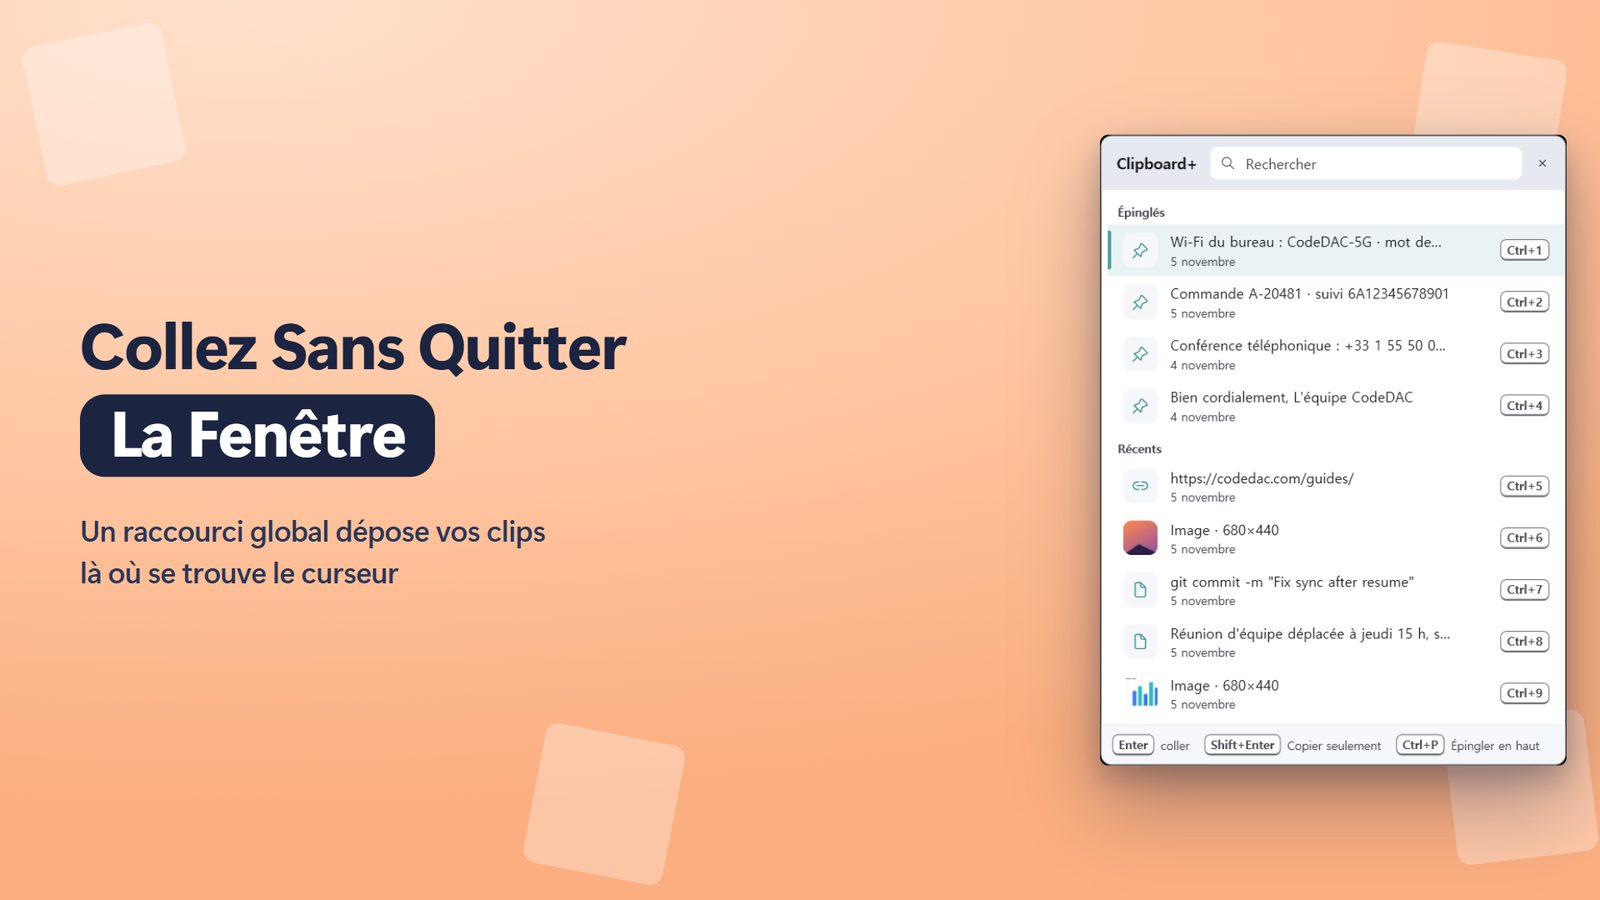 Collez Sans Quitter
La Fenêtre
Un raccourci global dépose vos clips
là où se trouve le curseur
Clipboard+
Rechercher
×
Épinglés
Wi-Fi du bureau : CodeDAC-5G · mot de...
5 novembre
Ctrl+1
Commande A-20481 · suivi 6A12345678901
5 novembre
Ctrl+2
Conférence téléphonique : +33 1 55 50 0...
4 novembre
Ctrl+3
Bien cordialement, L'équipe CodeDAC
4 novembre
Ctrl+4
Récents
https://codedac.com/guides/
5 novembre
Ctrl+5
Image · 680×440
5 novembre
Ctrl+6
git commit -m "Fix sync after resume"
5 novembre
Ctrl+7
Réunion d'équipe déplacée à jeudi 15 h, s...
5 novembre
Ctrl+8
Image · 680×440
5 novembre
Ctrl+9
Enter coller Shift+Enter Copier seulement Ctrl+P Épingler en haut